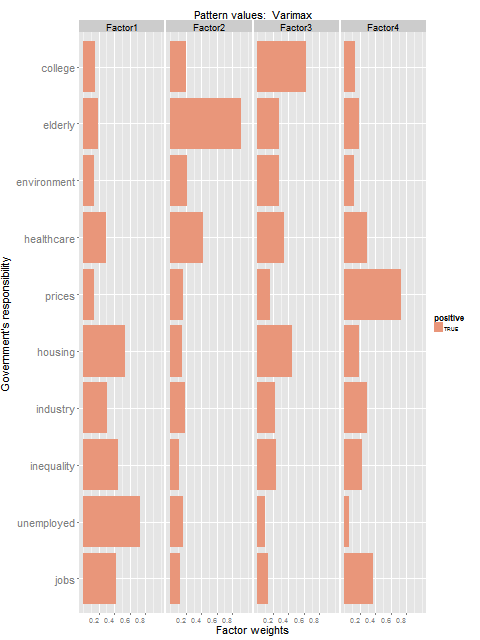 Pattern values: Varimax
Factor1 Factor2 Factor3 Factor4
college
elderly
environment
healthcare
prices
housing
industry
inequality
unemployed
jobs
Government's responsibility
0.2 0.4 0.6 0.8 0.2 0.4 0.6 0.8 0.2 0.4 0.6 0.8 0.2 0.4 0.6 0.8
Factor weights
positive
TRUE